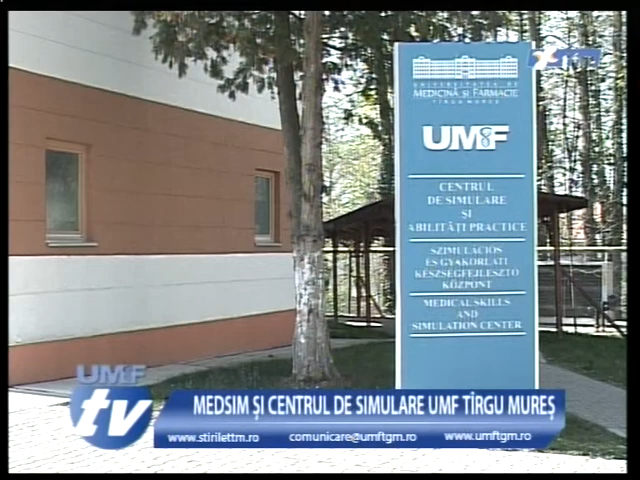 UNIVERSITATEA DE
MEDICINĂ ȘI FARMACIE
TÎRGU MUREȘ
UMF
CENTRUL
DE SIMULARE
ȘI
ABILITĂȚI PRACTICE
SZIMULÁCIÓS
ÉS GYAKORLATI
KÉSZSÉGFEJLESZTŐ
KÖZPONT
MEDICAL SKILLS
AND
SIMULATION CENTER
UMF
tv
MEDSIM ȘI CENTRUL DE SIMULARE UMF TÎRGU MUREȘ
www.stirilettm.ro comunicare@umftgm.ro www.umftgm.ro